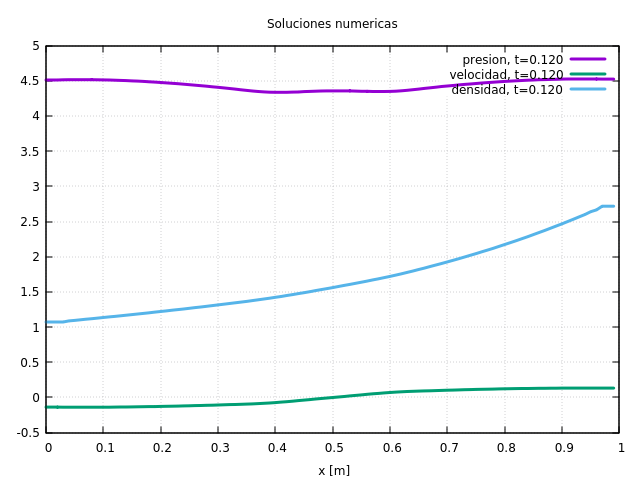 Soluciones numericas
presion, t=0.120
velocidad, t=0.120
densidad, t=0.120
5
4.5
4
3.5
3
2.5
2
1.5
1
0.5
0
-0.5
0 0.1 0.2 0.3 0.4 0.5 0.6 0.7 0.8 0.9 1
x [m]